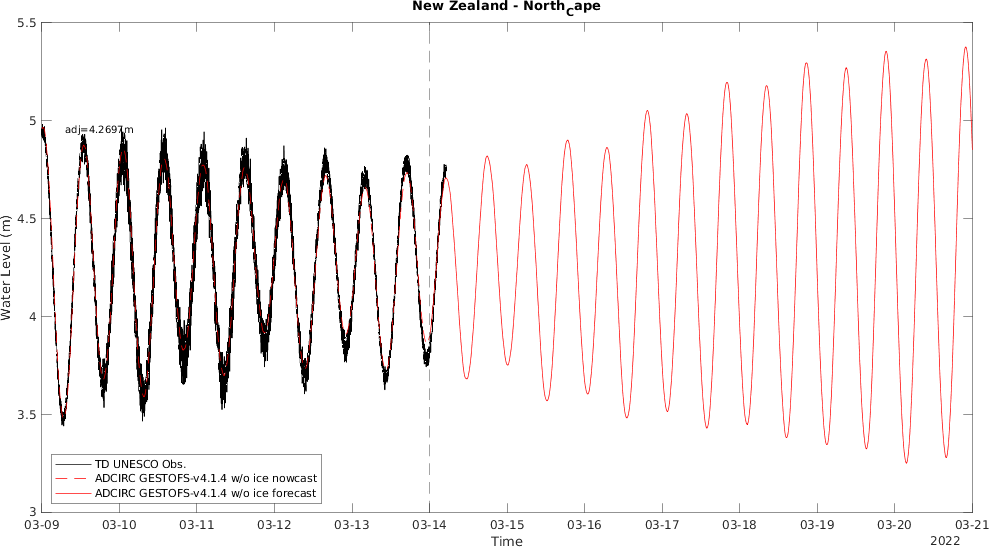 New Zealand - NorthCape
5.5
adj=4.2697m
5
4.5
Water Level (m)
4
3.5
TD UNESCO Obs.
ADCIRC GESTOFS-v4.1.4 w/o ice nowcast
ADCIRC GESTOFS-v4.1.4 w/o ice forecast
3
03-09 03-10 03-11 03-12 03-13 03-14 03-15 03-16 03-17 03-18 03-19 03-20 03-21
Time
2022